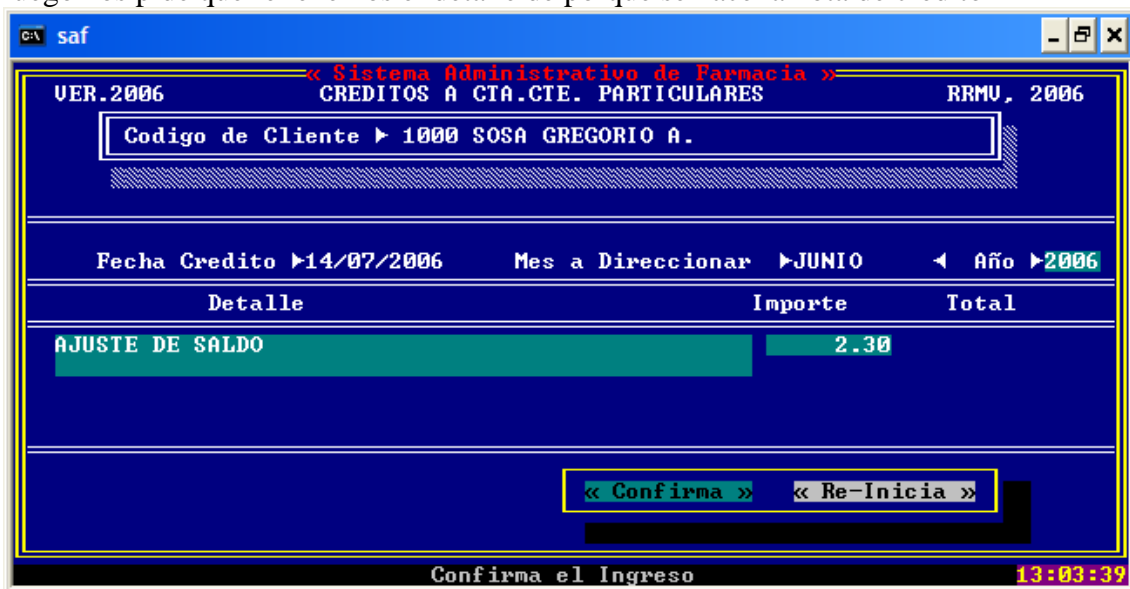 saf
« Sistema Administrativo de Farmacia »
VER.2006 CREDITOS A CTA.CTE. PARTICULARES RRMV, 2006
Codigo de Cliente ► 1000 SOSA GREGORIO A.
Fecha Credito ►14/07/2006 Mes a Direccionar ►JUNIO ◄ Año ►2006
Detalle Importe Total
AJUSTE DE SALDO 2.30
« Confirma » « Re-Inicia »
Confirma el Ingreso 13:03:39